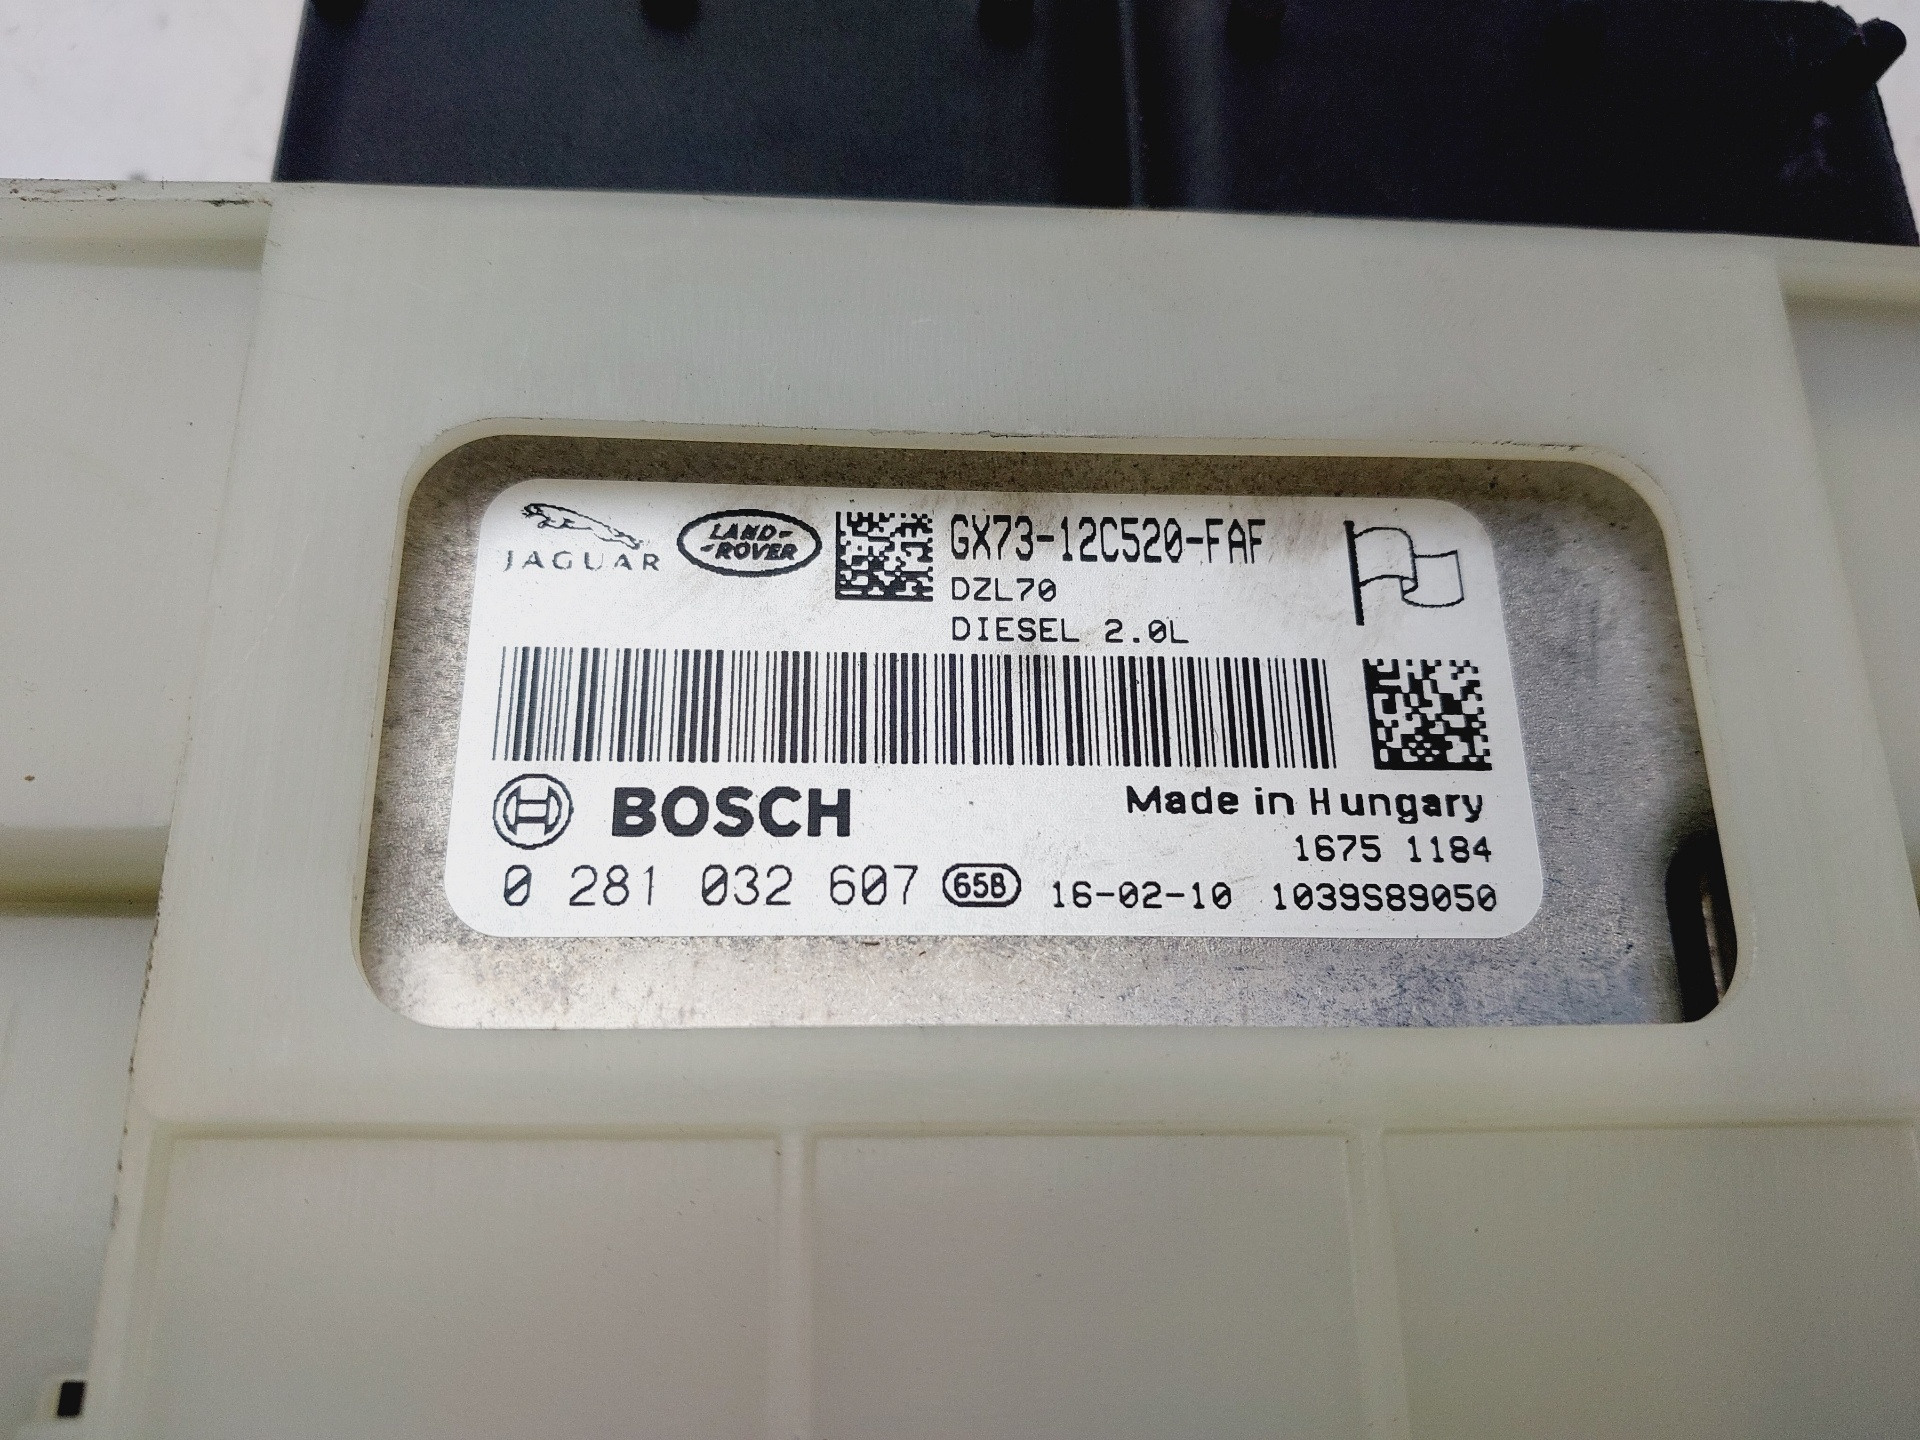 JAGUAR
LAND-
-ROVER
GX73-12C520-FAF
DZL70
DIESEL 2.0L
BOSCH
Made in Hungary
1675 1184
0 281 032 607 65B 16-02-10 1039S89050